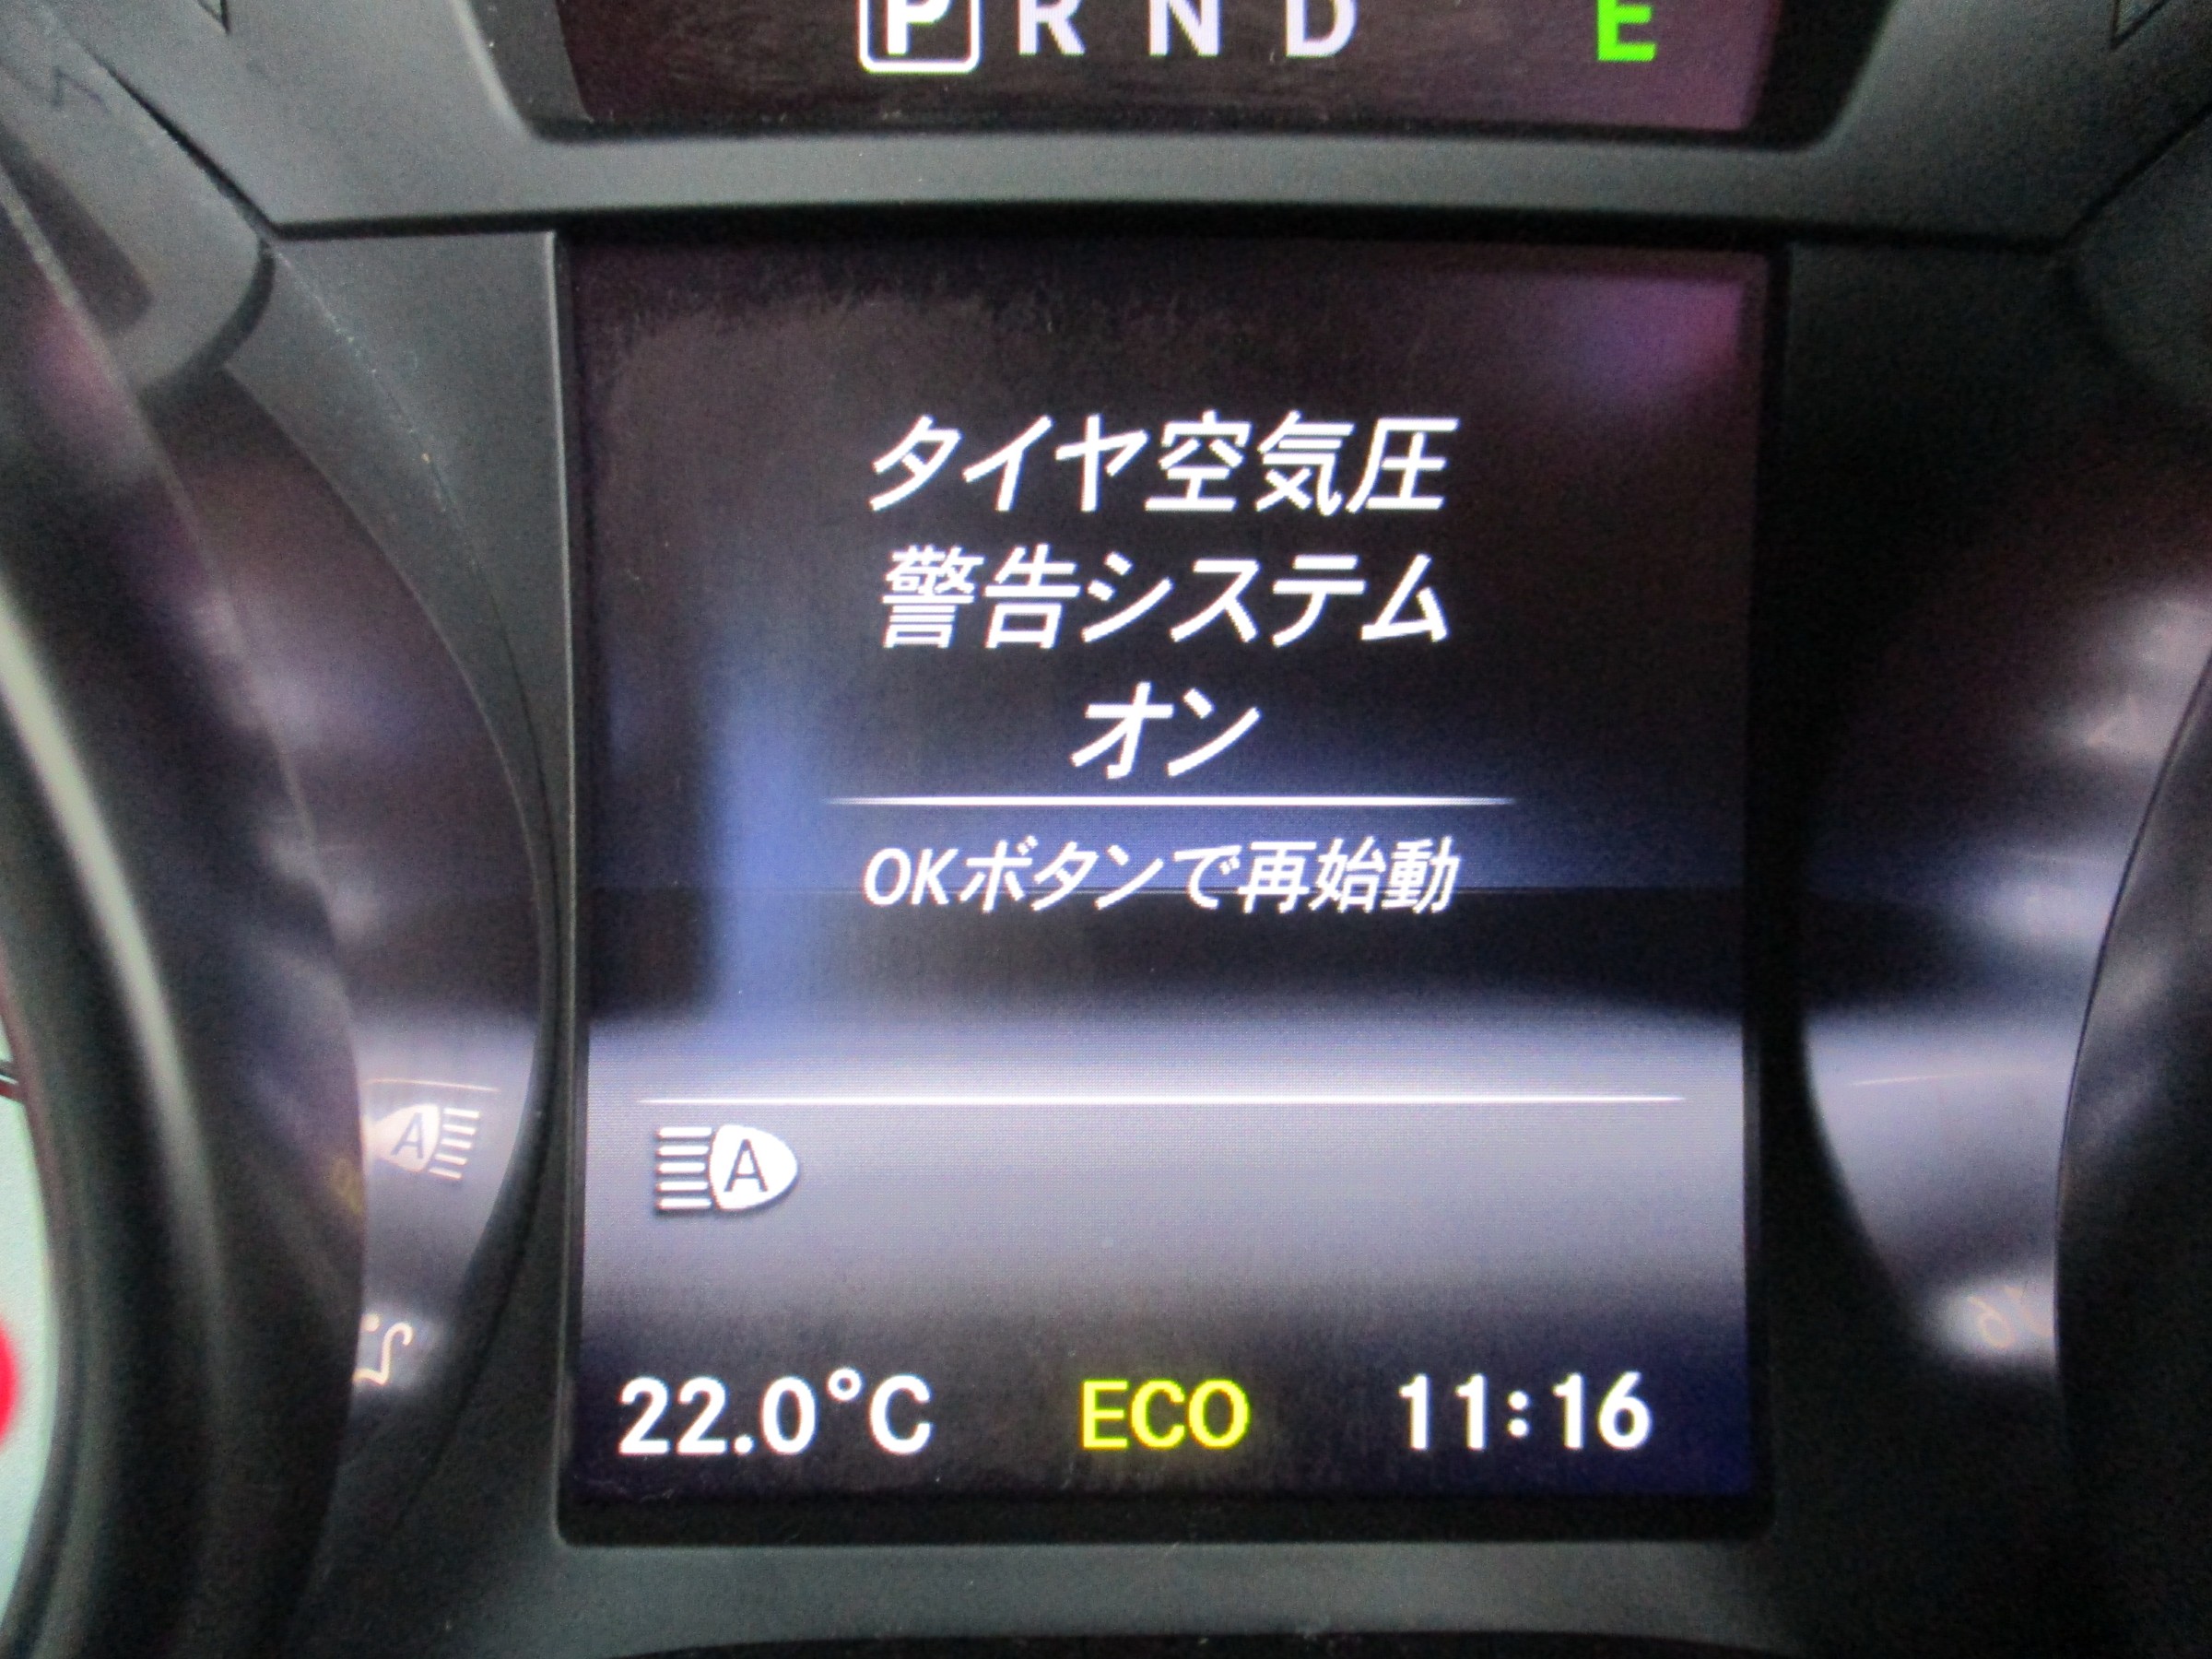 P R N D E
タイヤ空気圧
警告システム
オン
OKボタンで再始動
A
22.0°C ECO 11:16